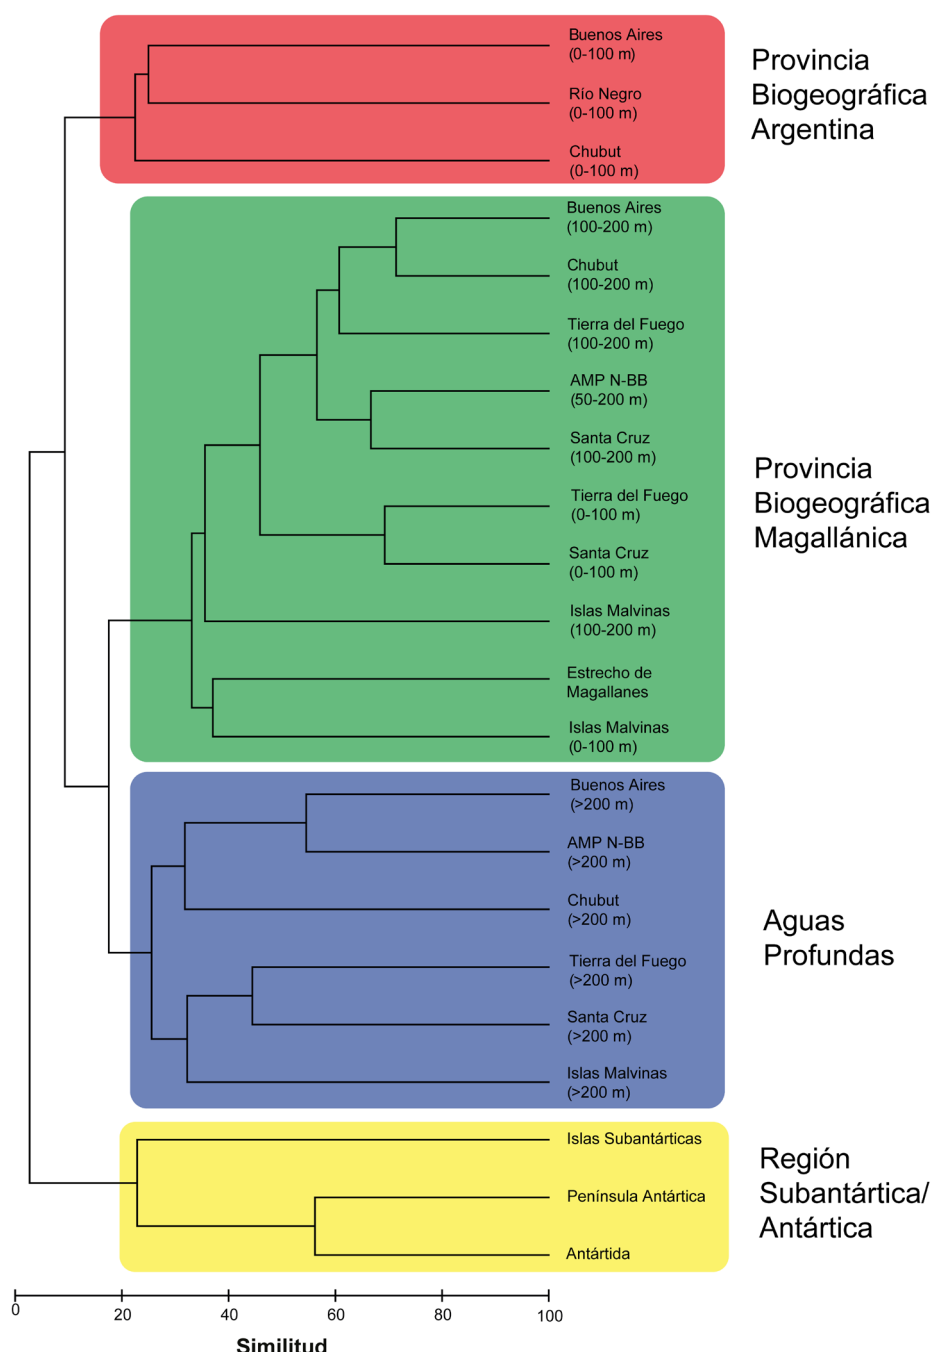 Buenos Aires
(0-100 m)
Río Negro
(0-100 m)
Chubut
(0-100 m)
Provincia
Biogeográfica
Argentina
Buenos Aires
(100-200 m)
Chubut
(100-200 m)
Tierra del Fuego
(100-200 m)
AMP N-BB
(50-200 m)
Santa Cruz
(100-200 m)
Tierra del Fuego
(0-100 m)
Santa Cruz
(0-100 m)
Islas Malvinas
(100-200 m)
Estrecho de
Magallanes
Islas Malvinas
(0-100 m)
Provincia
Biogeográfica
Magallánica
Buenos Aires
(>200 m)
AMP N-BB
(>200 m)
Chubut
(>200 m)
Tierra del Fuego
(>200 m)
Santa Cruz
(>200 m)
Islas Malvinas
(>200 m)
Aguas
Profundas
Islas Subantárticas
Península Antártica
Antártida
Región
Subantártica/
Antártica
0 20 40 60 80 100
Similitud